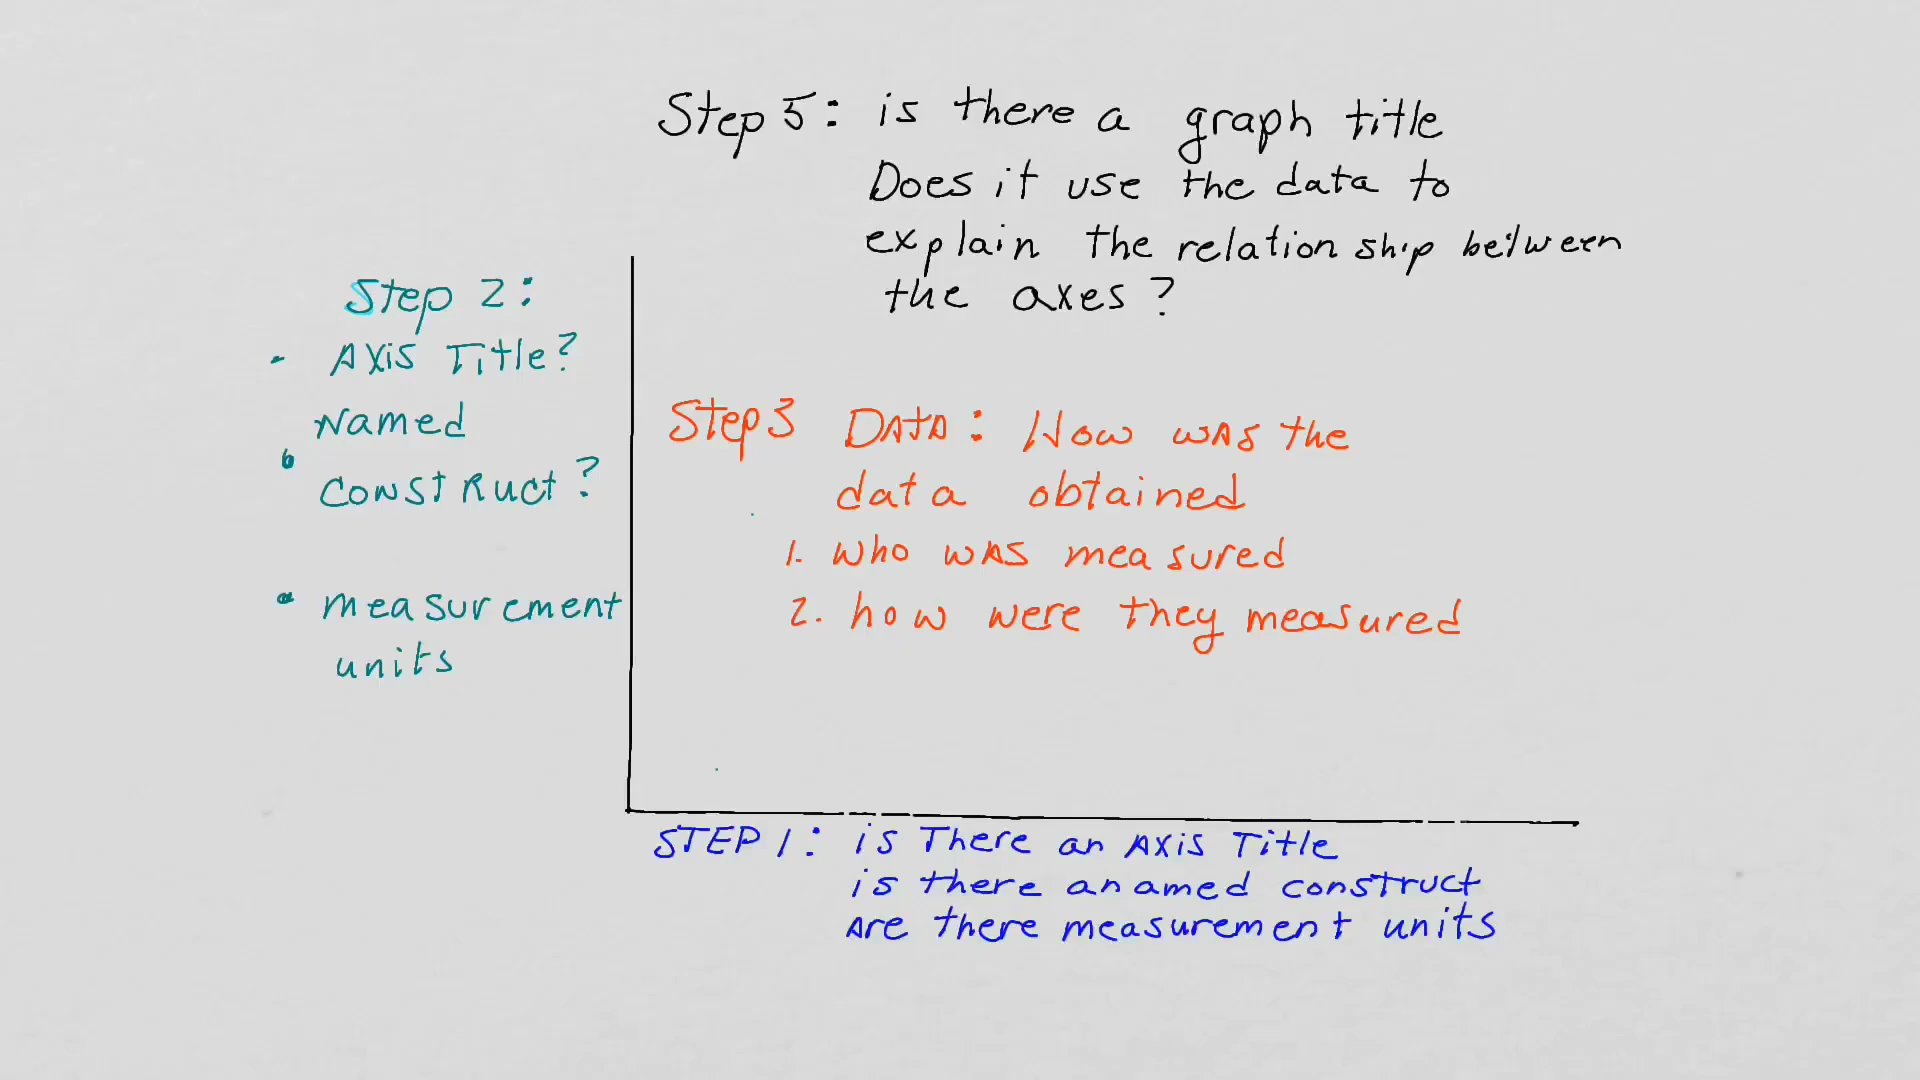 Step 5: is there a graph title
Does it use the data to
explain the relationship between
the axes?
Step 2:
- AXis Title?
Named
• construct?
• measurement
units
Step 3 DATA: How was the
data obtained
1. who was measured
2. how were they measured
STEP 1: is There an AXis Title
is there a named construct
Are there measurement units